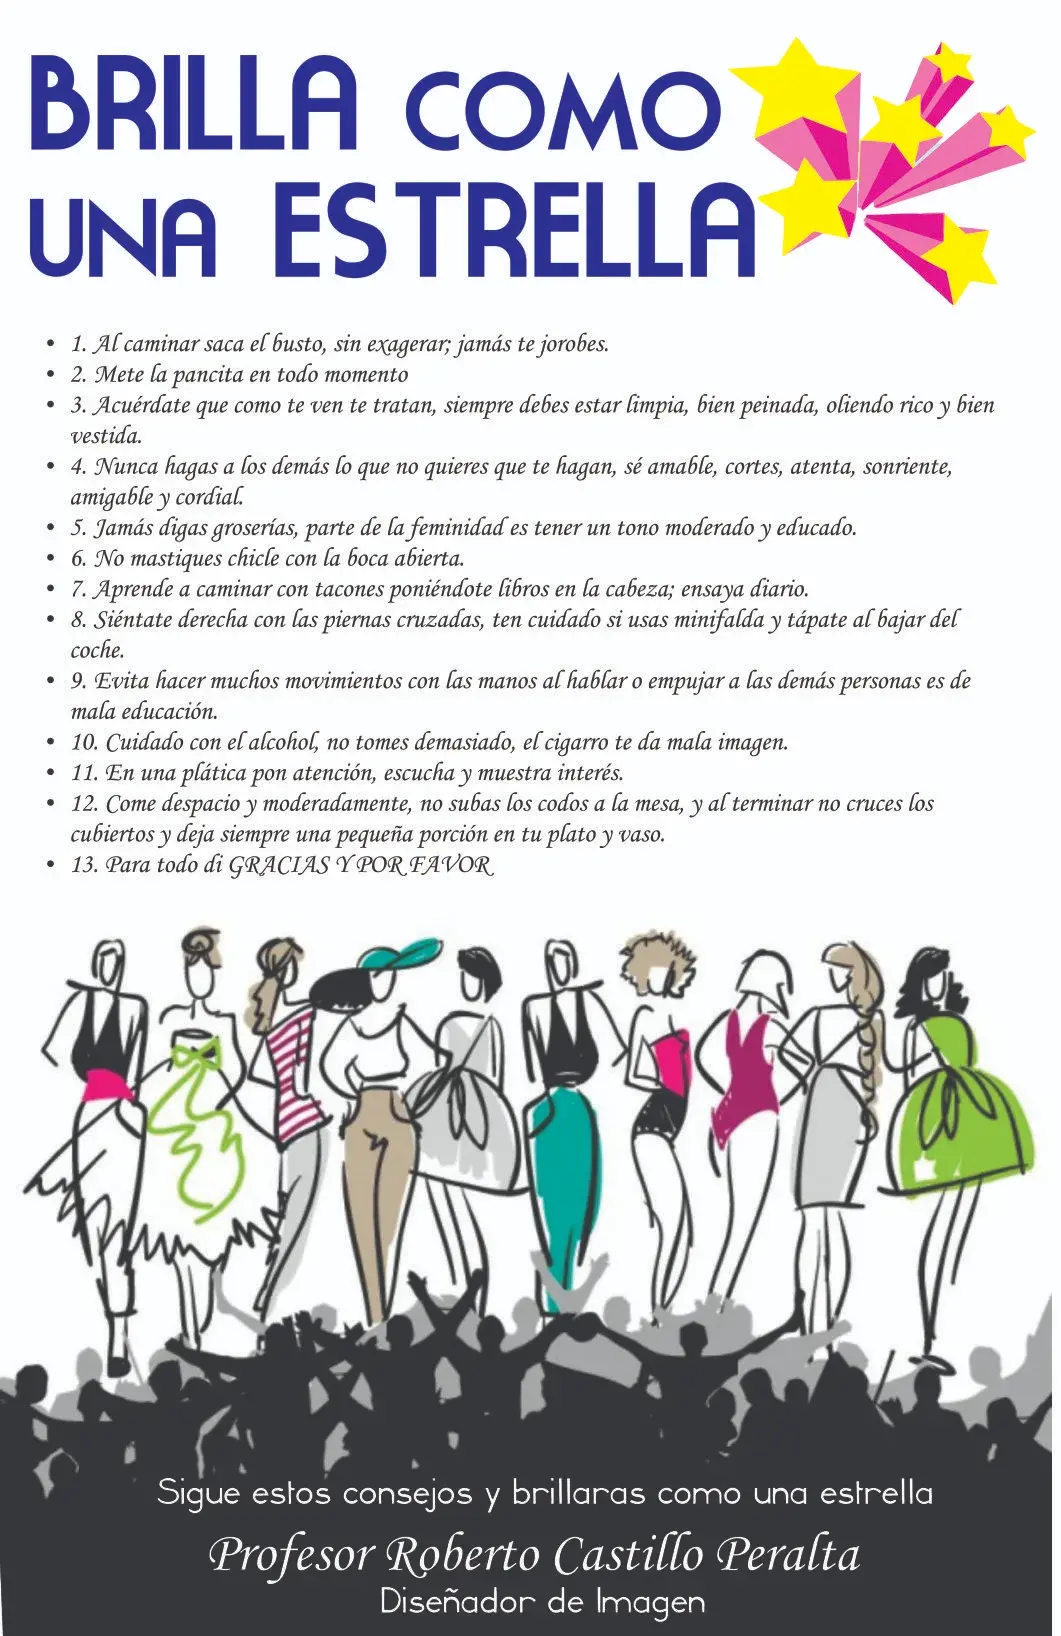 BRILLA COMO
UNA ESTRELLA
• 1. Al caminar saca el busto, sin exagerar; jamás te jorobes.
• 2. Mete la pancita en todo momento
• 3. Acuérdate que como te ven te tratan, siempre debes estar limpia, bien peinada, oliendo rico y bien
vestida.
• 4. Nunca hagas a los demás lo que no quieres que te hagan, sé amable, cortes, atenta, sonriente,
amigable y cordial.
• 5. Jamás digas groserías, parte de la feminidad es tener un tono moderado y educado.
• 6. No mastiques chicle con la boca abierta.
• 7. Aprende a caminar con tacones poniéndote libros en la cabeza; ensaya diario.
• 8. Siéntate derecha con las piernas cruzadas, ten cuidado si usas minifalda y tápate al bajar del
coche.
• 9. Evita hacer muchos movimientos con las manos al hablar o empujar a las demás personas es de
mala educación.
• 10. Cuidado con el alcohol, no tomes demasiado, el cigarro te da mala imagen.
• 11. En una plática pon atención, escucha y muestra interés.
• 12. Come despacio y moderadamente, no subas los codos a la mesa, y al terminar no cruces los
cubiertos y deja siempre una pequeña porción en tu plato y vaso.
• 13. Para todo di GRACIAS Y POR FAVOR
Sigue estos consejos y brillaras como una estrella
Profesor Roberto Castillo Peralta
Diseñador de Imagen